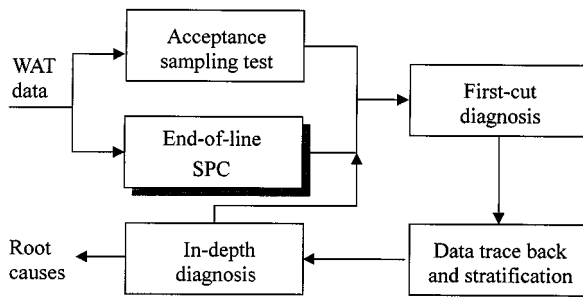 Acceptance
sampling test
WAT
data
First-cut
diagnosis
End-of-line
SPC
Root
causes
In-depth
diagnosis
Data trace back
and stratification